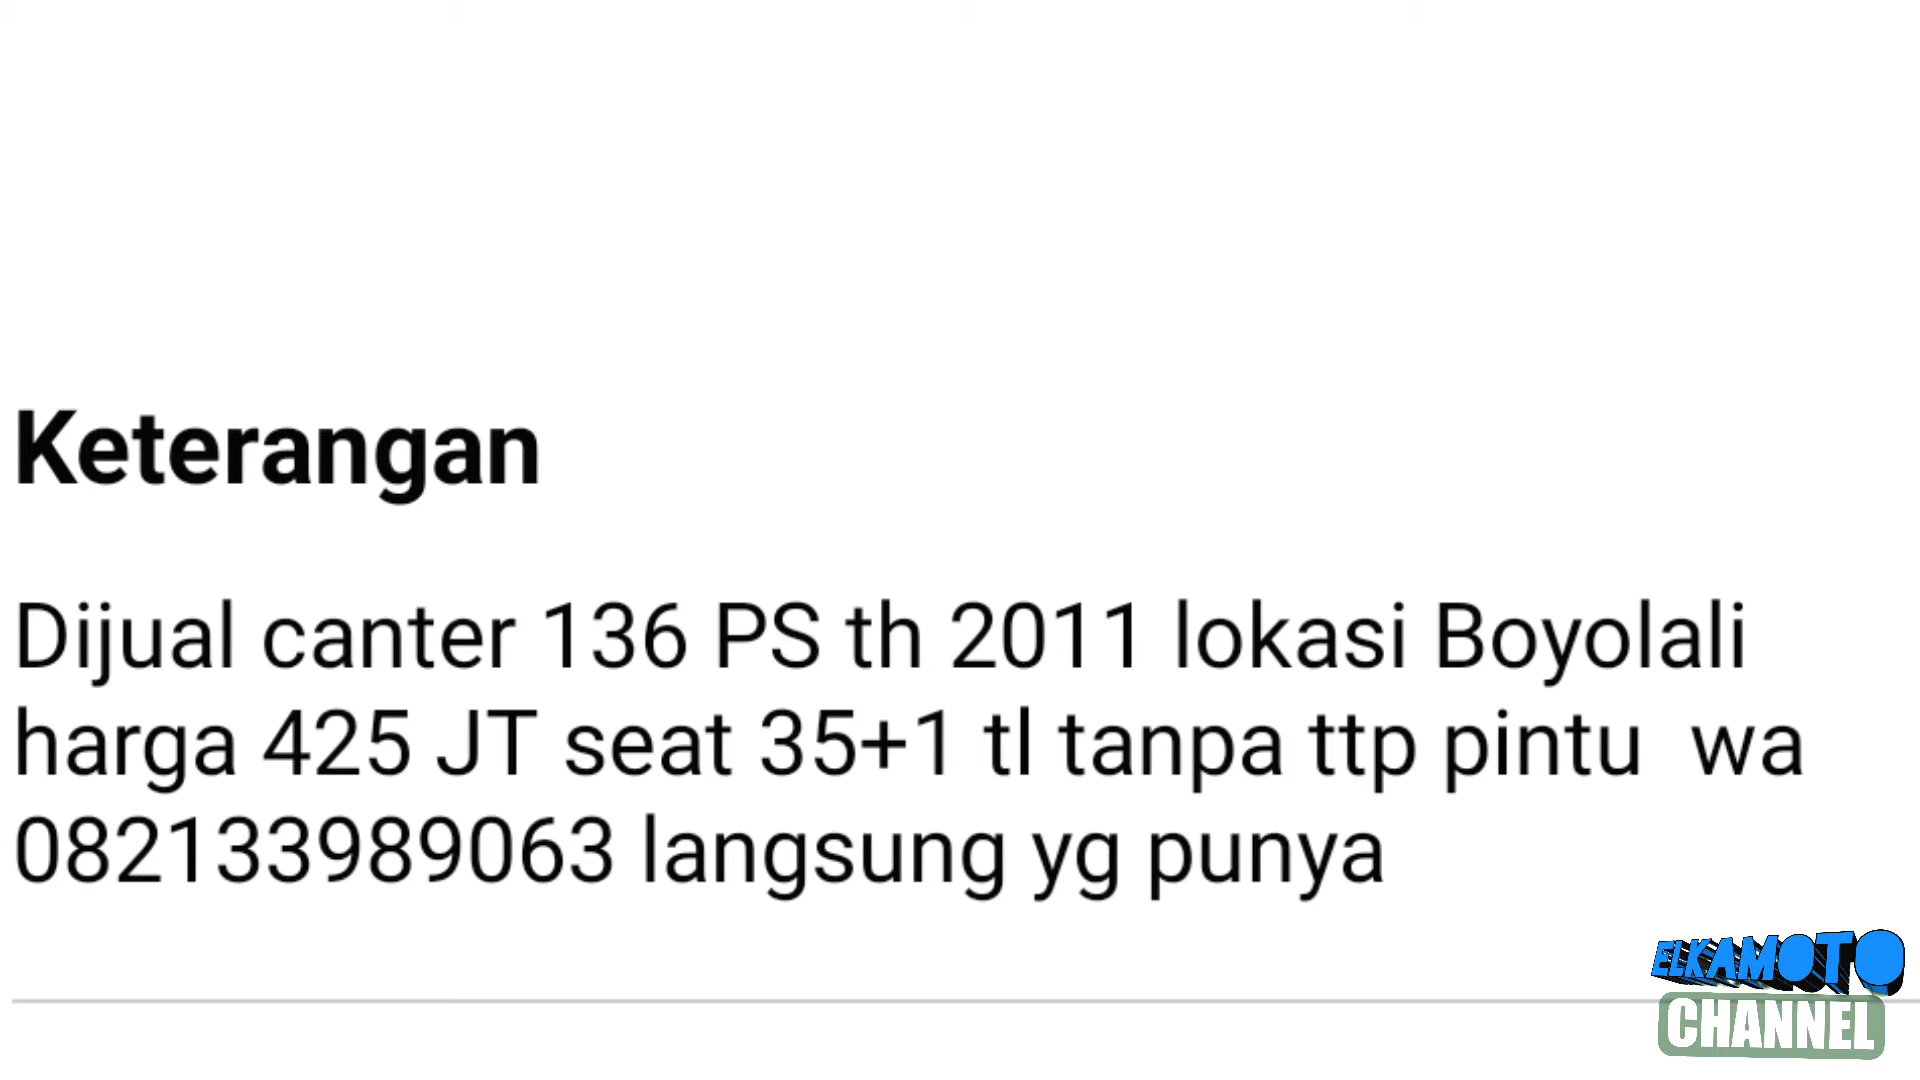 Keterangan
Dijual canter 136 PS th 2011 lokasi Boyolali
harga 425 JT seat 35+1 tl tanpa ttp pintu  wa
082133989063 langsung yg punya
ELKAMOTO
CHANNEL